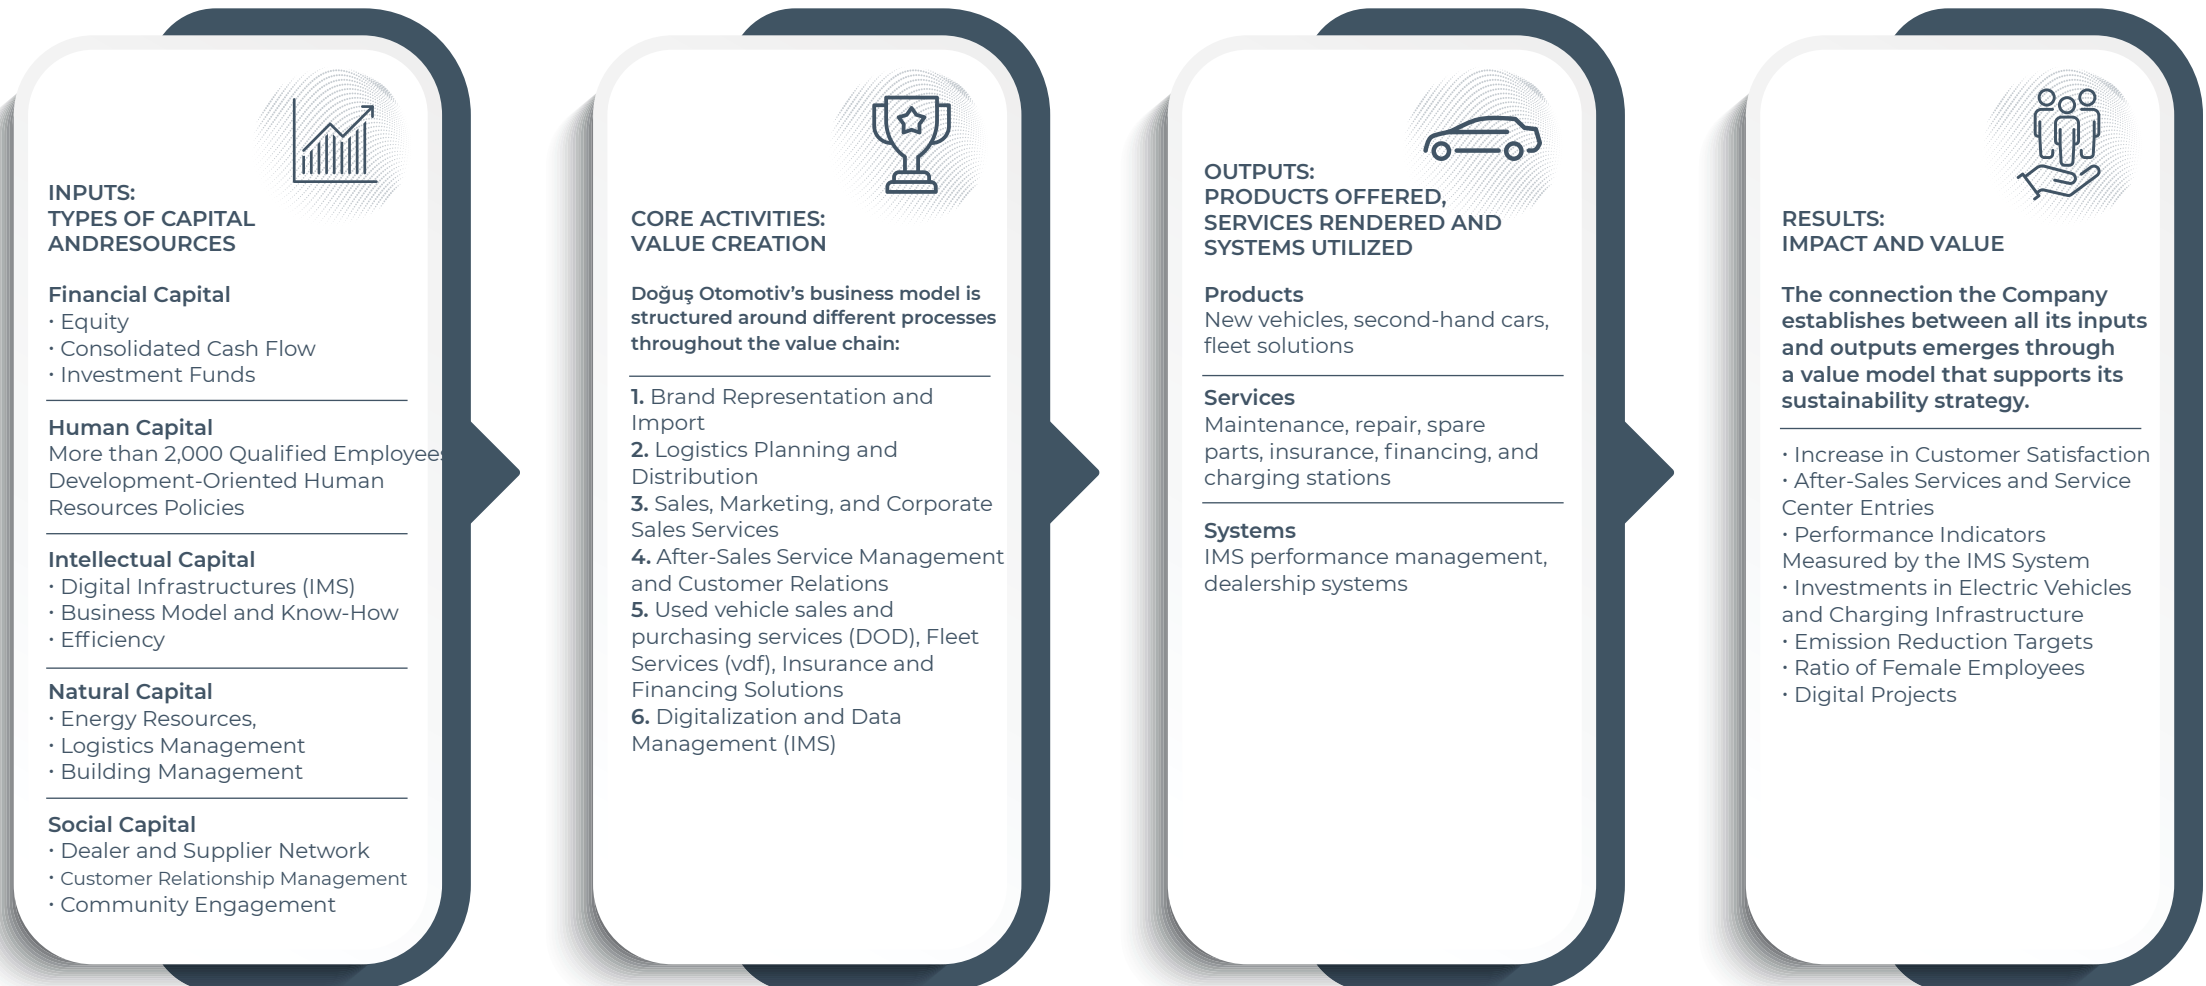 INPUTS:
TYPES OF CAPITAL
ANDRESOURCES
Financial Capital
· Equity
· Consolidated Cash Flow
· Investment Funds
Human Capital
More than 2,000 Qualified Employees
Development-Oriented Human
Resources Policies
Intellectual Capital
· Digital Infrastructures (IMS)
· Business Model and Know-How
· Efficiency
Natural Capital
· Energy Resources,
· Logistics Management
· Building Management
Social Capital
· Dealer and Supplier Network
· Customer Relationship Management
· Community Engagement
CORE ACTIVITIES:
VALUE CREATION
Doğuş Otomotiv’s business model is
structured around different processes
throughout the value chain:
1. Brand Representation and
Import
2. Logistics Planning and
Distribution
3. Sales, Marketing, and Corporate
Sales Services
4. After-Sales Service Management
and Customer Relations
5. Used vehicle sales and
purchasing services (DOD), Fleet
Services (vdf), Insurance and
Financing Solutions
6. Digitalization and Data
Management (IMS)
OUTPUTS:
PRODUCTS OFFERED,
SERVICES RENDERED AND
SYSTEMS UTILIZED
Products
New vehicles, second-hand cars,
fleet solutions
Services
Maintenance, repair, spare
parts, insurance, financing, and
charging stations
Systems
IMS performance management,
dealership systems
RESULTS:
IMPACT AND VALUE
The connection the Company
establishes between all its inputs
and outputs emerges through
a value model that supports its
sustainability strategy.
· Increase in Customer Satisfaction
· After-Sales Services and Service
Center Entries
· Performance Indicators
Measured by the IMS System
· Investments in Electric Vehicles
and Charging Infrastructure
· Emission Reduction Targets
· Ratio of Female Employees
· Digital Projects